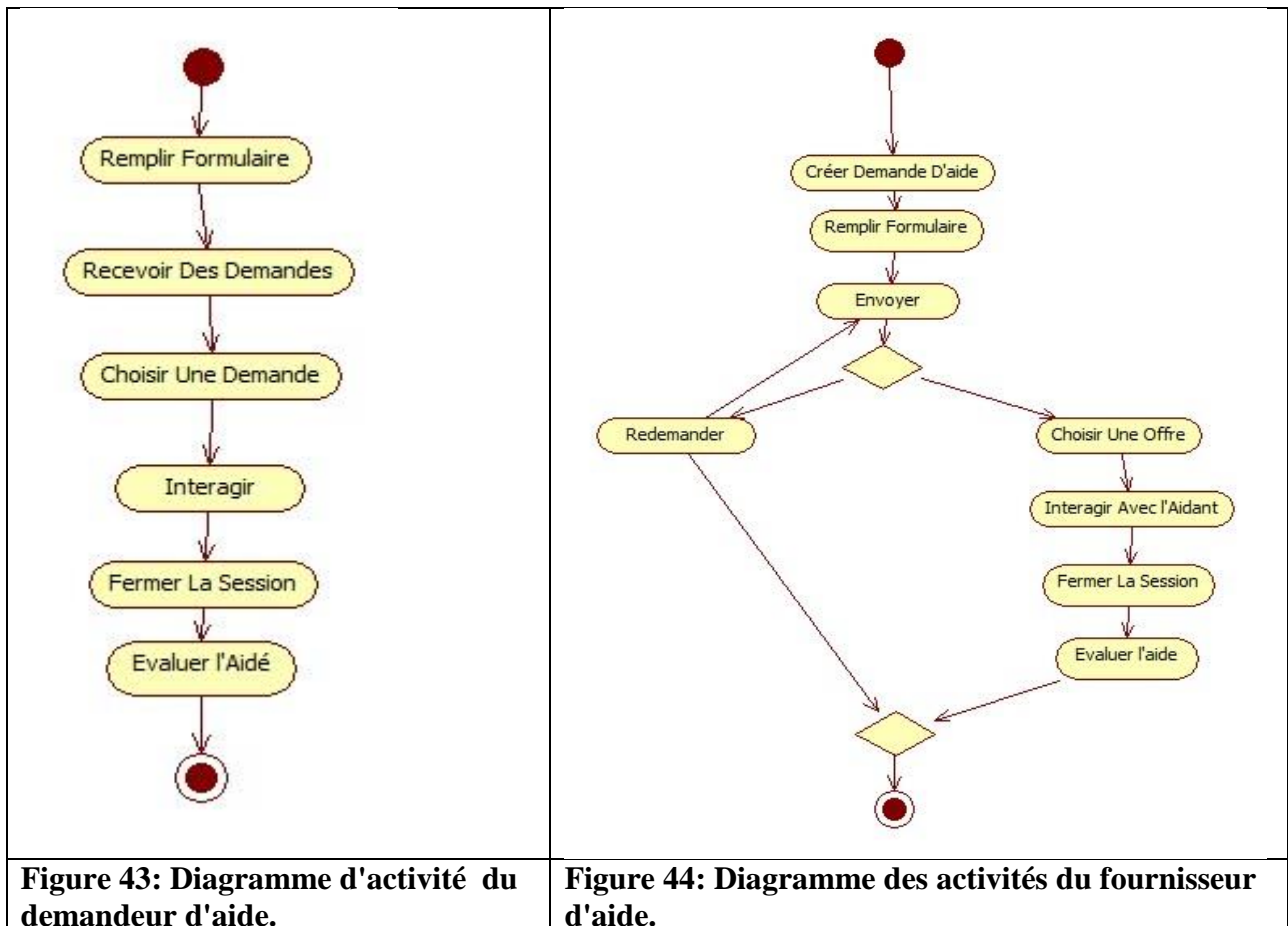 Remplir Formulaire
Recevoir Des Demandes
Choisir Une Demande
Interagir
Fermer La Session
Evaluer l'Aidé
Créer Demande D'aide
Remplir Formulaire
Envoyer
Redemander
Choisir Une Offre
Interagir Avec l'Aidant
Fermer La Session
Evaluer l'aide
Figure 43: Diagramme d'activité du
demandeur d'aide.
Figure 44: Diagramme des activités du fournisseur
d'aide.